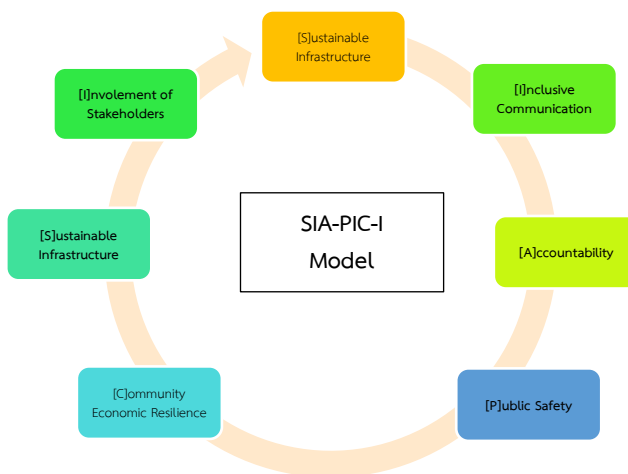 [S]ustainable
Infrastructure
[I]nclusive
Communication
[A]ccountability
[P]ublic Safety
[C]ommunity
Economic Resilience
[S]ustainable
Infrastructure
[I]nvolement of
Stakeholders
SIA-PIC-I
Model